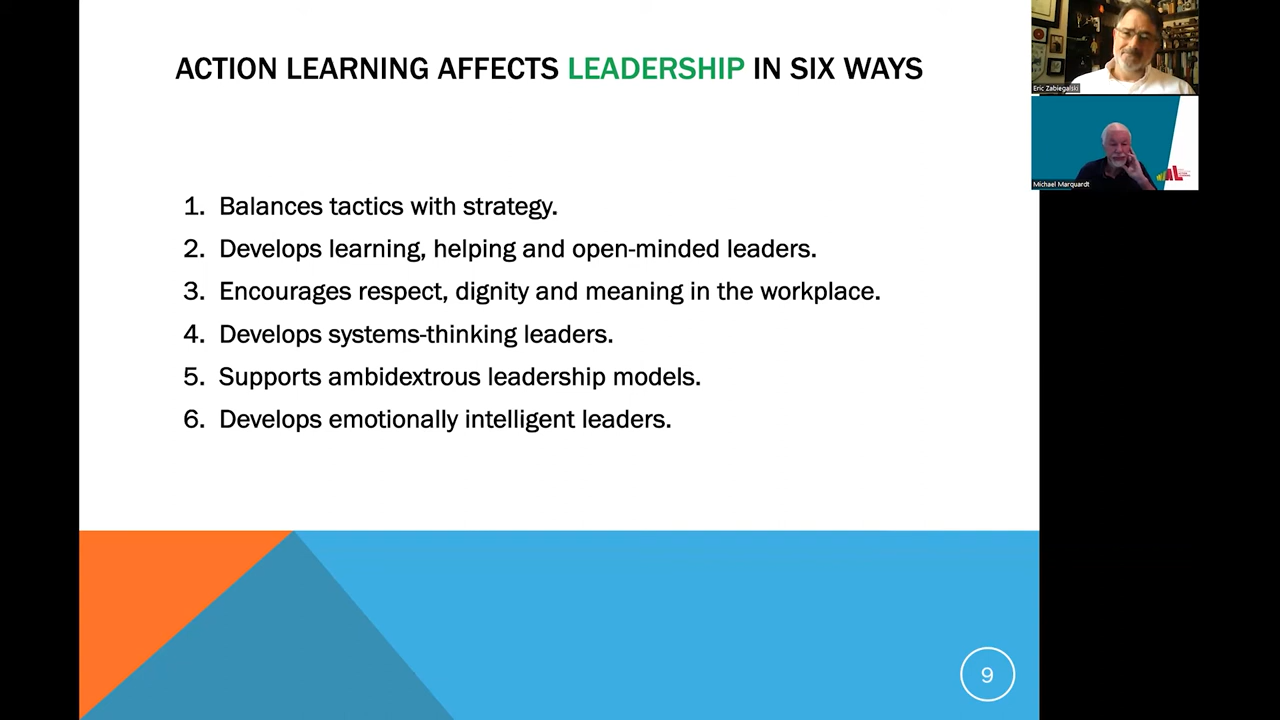 ACTION LEARNING AFFECTS LEADERSHIP IN SIX WAYS
Eric Zabiegalski
Michael Marquardt
1. Balances tactics with strategy.
2. Develops learning, helping and open-minded leaders.
3. Encourages respect, dignity and meaning in the workplace.
4. Develops systems-thinking leaders.
5. Supports ambidextrous leadership models.
6. Develops emotionally intelligent leaders.
9